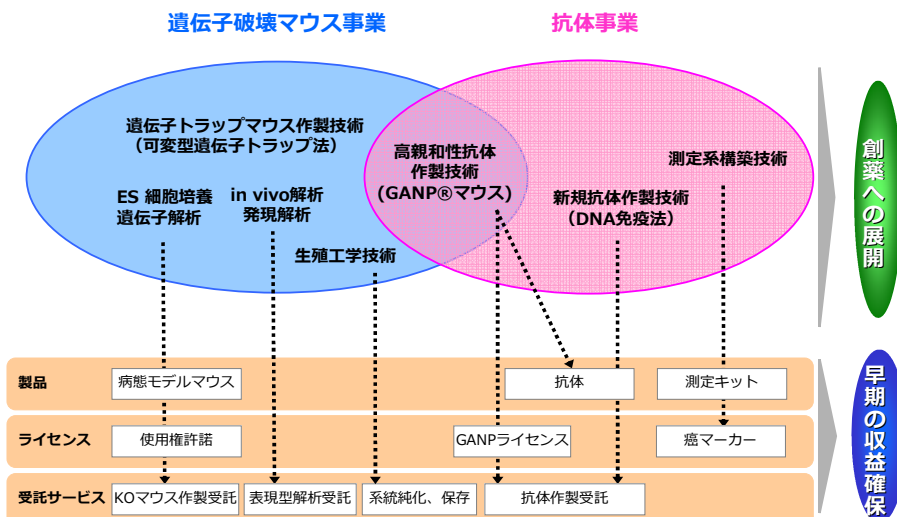 遺伝子破壊マウス事業
抗体事業
遺伝子トラップマウス作製技術
（可変型遺伝子トラップ法）
ES 細胞培養
遺伝子解析
in vivo解析
発現解析
生殖工学技術
高親和性抗体
作製技術
(GANP®マウス)
新規抗体作製技術
（DNA免疫法）
測定系構築技術
創薬への展開
製品
病態モデルマウス
抗体
測定キット
ライセンス
使用権許諾
GANPライセンス
癌マーカー
受託サービス
KOマウス作製受託
表現型解析受託
系統純化、保存
抗体作製受託
早期の収益確保